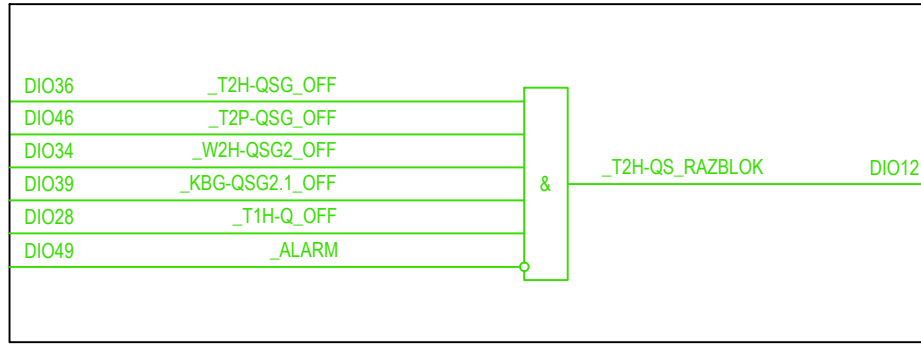 DIO36 _T2H-QSG_OFF
DIO46 _T2P-QSG_OFF
DIO34 _W2H-QSG2_OFF
DIO39 _KBG-QSG2.1_OFF
DIO28 _T1H-Q_OFF
DIO49 _ALARM
&
_T2H-QS_RAZBLOK DIO12